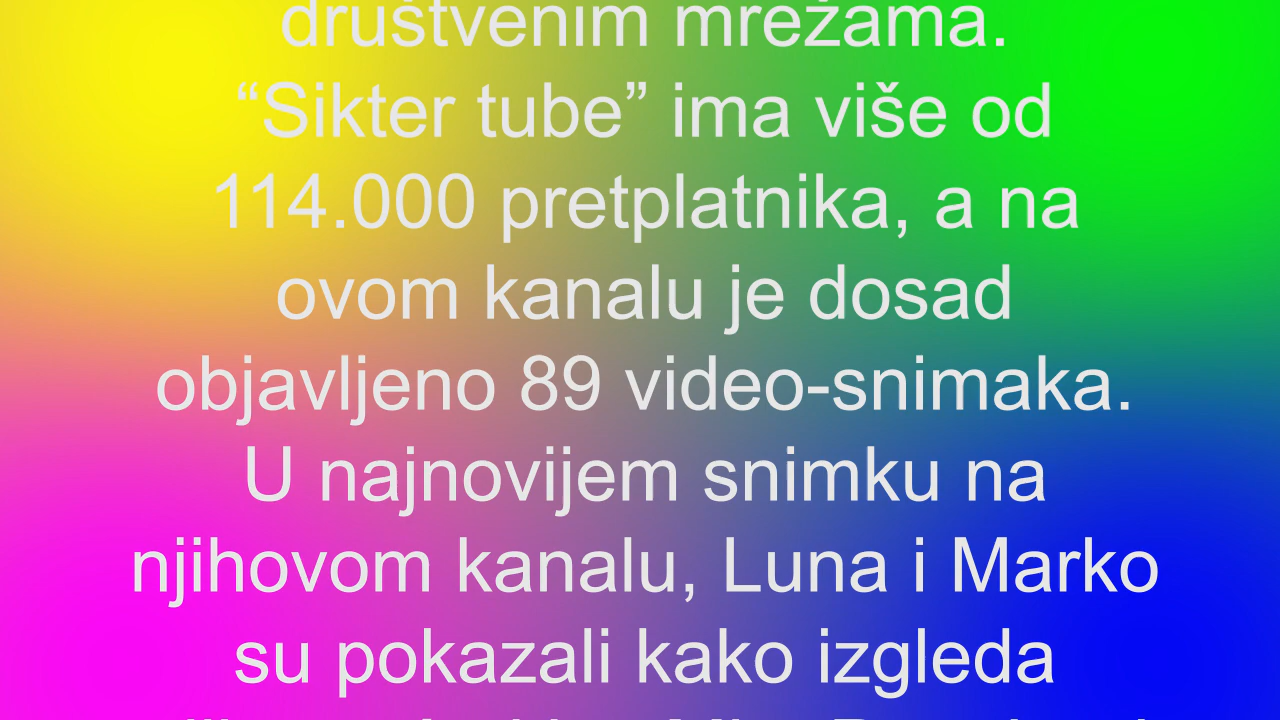 društvenim mrežama.
“Sikter tube” ima više od
114.000 pretplatnika, a na
ovom kanalu je dosad
objavljeno 89 video-snimaka.
U najnovijem snimku na
njihovom kanalu, Luna i Marko
su pokazali kako izgleda